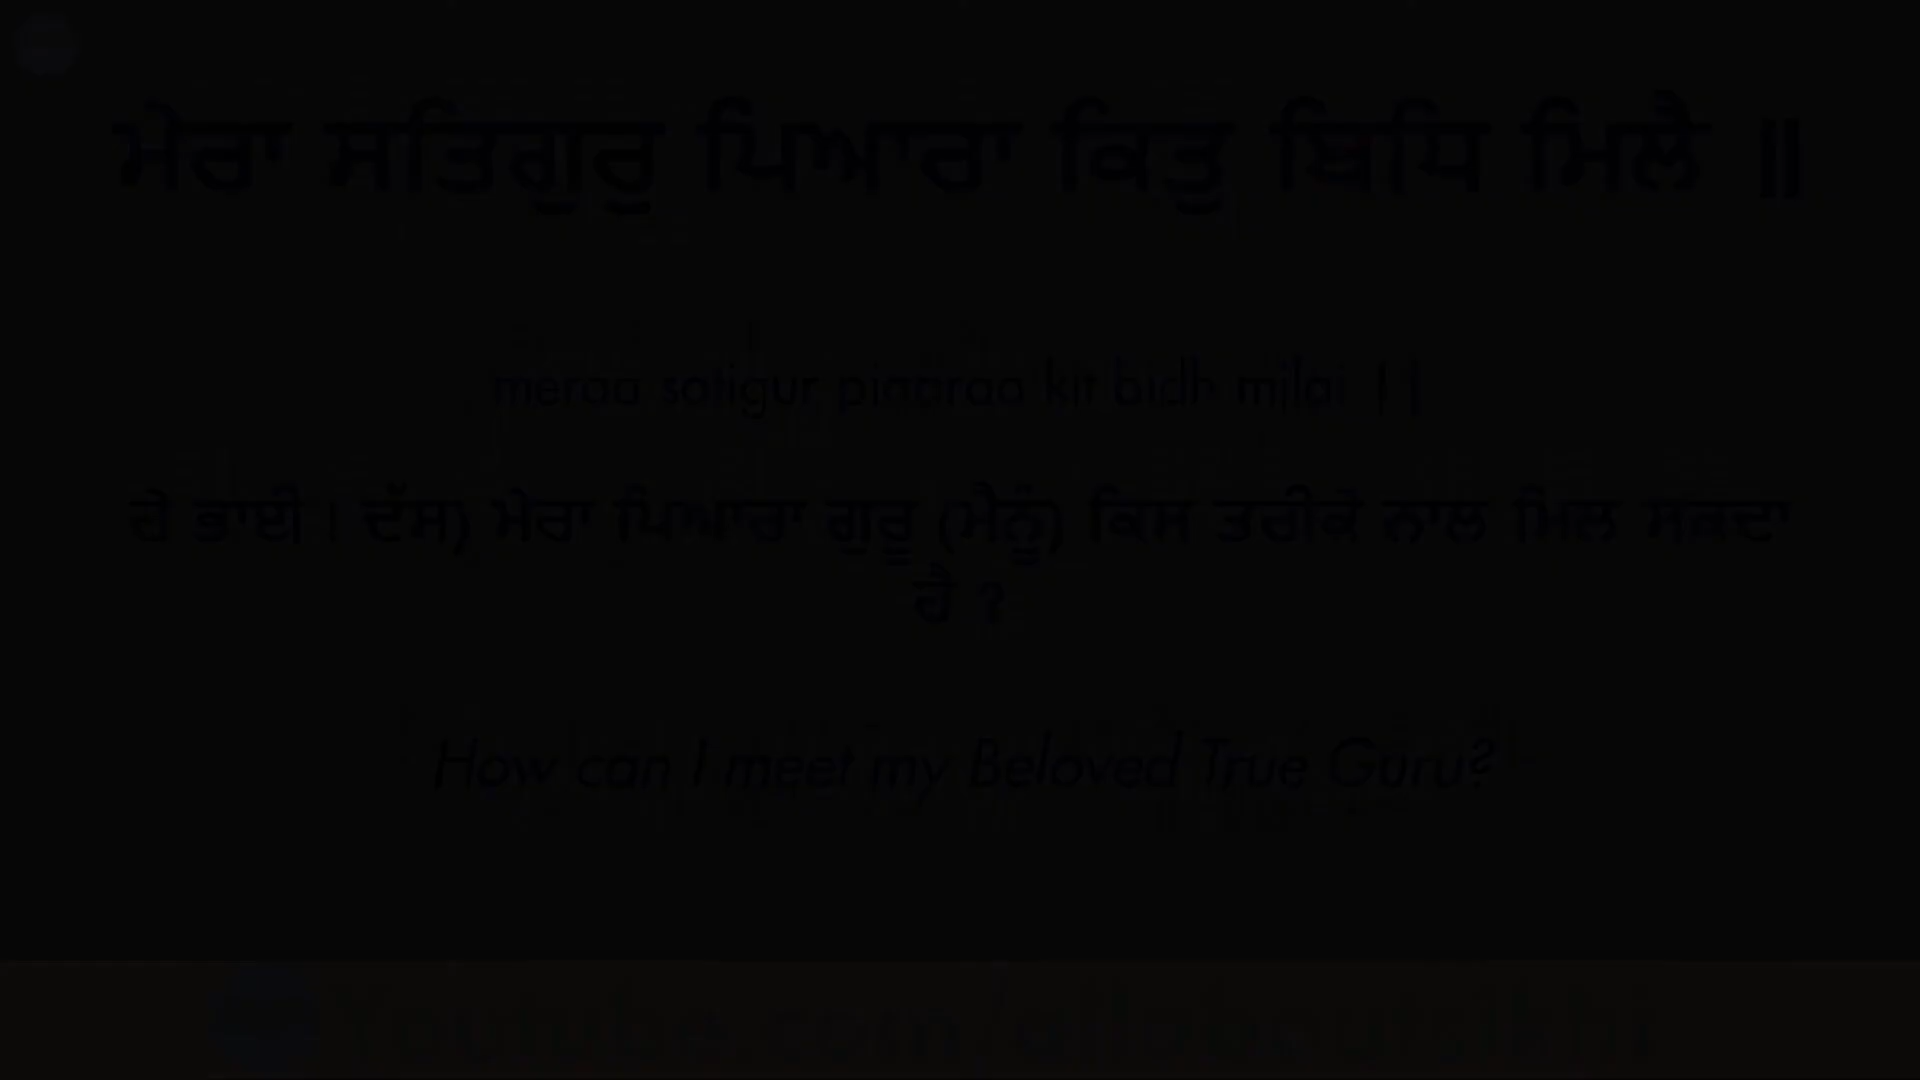 ਮੇਰਾ ਸਤਿਗੁਰੁ ਪਿਆਰਾ ਕਿਤੁ ਬਿਧਿ ਮਿਲੈ ॥
meraa satigur piaaraa kit bidh milai ||
ਹੇ ਭਾਈ ! ਦੱਸ) ਮੇਰਾ ਪਿਆਰਾ ਗੁਰੂ (ਮੈਨੂੰ) ਕਿਸ ਤਰੀਕੇ ਨਾਲ ਮਿਲ ਸਕਦਾ
ਹੈ ?
How can I meet my Beloved True Guru?